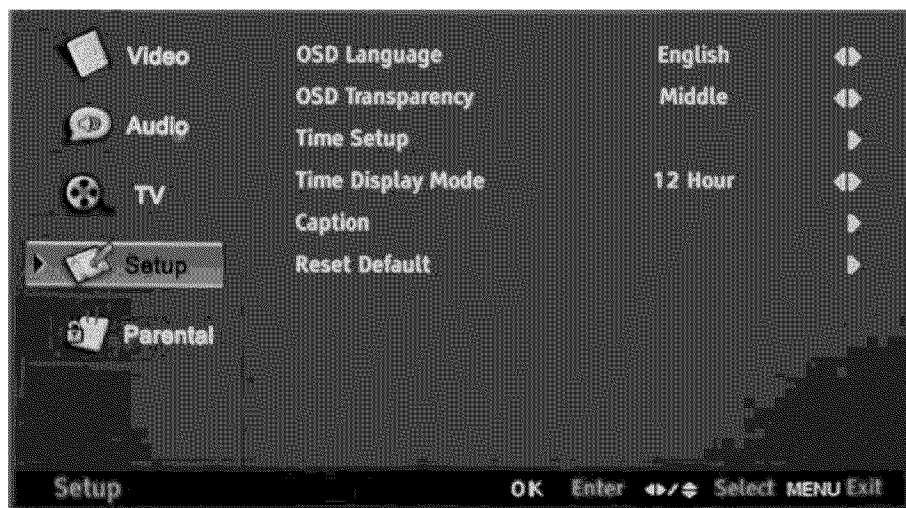 Video
Audio
TV
Setup
Parental
OSD Language English
OSD Transparency Middle
Time Setup
Time Display Mode 12 Hour
Caption
Reset Default
Setup OK Enter / Select MENU Exit